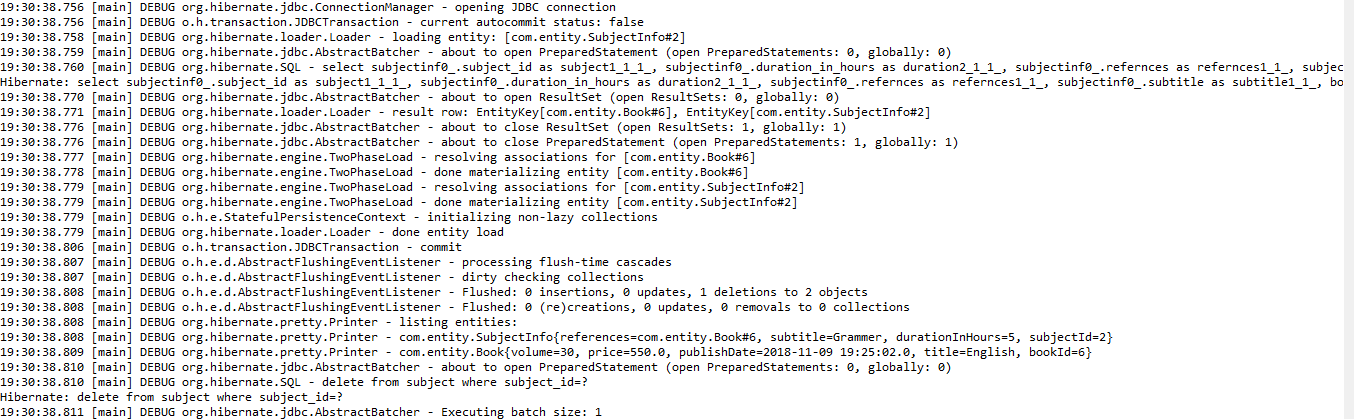 19:30:38.756 [main] DEBUG org.hibernate.jdbc.ConnectionManager - opening JDBC connection
19:30:38.756 [main] DEBUG o.h.transaction.JDBCTransaction - current autocommit status: false
19:30:38.758 [main] DEBUG org.hibernate.loader.Loader - loading entity: [com.entity.SubjectInfo#2]
19:30:38.759 [main] DEBUG org.hibernate.jdbc.AbstractBatcher - about to open PreparedStatement (open PreparedStatements: 0, globally: 0)
19:30:38.760 [main] DEBUG org.hibernate.SQL - select subjectinf0_.subject_id as subject1_1_1_, subjectinf0_.duration_in_hours as duration2_1_1_, subjectinf0_.refernces as refernces1_1_, subjec
Hibernate: select subjectinf0_.subject_id as subject1_1_1_, subjectinf0_.duration_in_hours as duration2_1_1_, subjectinf0_.refernces as refernces1_1_, subjectinf0_.subtitle as subtitle1_1_, bo
19:30:38.770 [main] DEBUG org.hibernate.jdbc.AbstractBatcher - about to open ResultSet (open ResultSets: 0, globally: 0)
19:30:38.771 [main] DEBUG org.hibernate.loader.Loader - result row: EntityKey[com.entity.Book#6], EntityKey[com.entity.SubjectInfo#2]
19:30:38.776 [main] DEBUG org.hibernate.jdbc.AbstractBatcher - about to close ResultSet (open ResultSets: 1, globally: 1)
19:30:38.776 [main] DEBUG org.hibernate.jdbc.AbstractBatcher - about to close PreparedStatement (open PreparedStatements: 1, globally: 1)
19:30:38.777 [main] DEBUG org.hibernate.engine.TwoPhaseLoad - resolving associations for [com.entity.Book#6]
19:30:38.778 [main] DEBUG org.hibernate.engine.TwoPhaseLoad - done materializing entity [com.entity.Book#6]
19:30:38.779 [main] DEBUG org.hibernate.engine.TwoPhaseLoad - resolving associations for [com.entity.SubjectInfo#2]
19:30:38.779 [main] DEBUG org.hibernate.engine.TwoPhaseLoad - done materializing entity [com.entity.SubjectInfo#2]
19:30:38.779 [main] DEBUG o.h.e.StatefulPersistenceContext - initializing non-lazy collections
19:30:38.779 [main] DEBUG org.hibernate.loader.Loader - done entity load
19:30:38.806 [main] DEBUG o.h.transaction.JDBCTransaction - commit
19:30:38.807 [main] DEBUG o.h.e.d.AbstractFlushingEventListener - processing flush-time cascades
19:30:38.807 [main] DEBUG o.h.e.d.AbstractFlushingEventListener - dirty checking collections
19:30:38.808 [main] DEBUG o.h.e.d.AbstractFlushingEventListener - Flushed: 0 insertions, 0 updates, 1 deletions to 2 objects
19:30:38.808 [main] DEBUG o.h.e.d.AbstractFlushingEventListener - Flushed: 0 (re)creations, 0 updates, 0 removals to 0 collections
19:30:38.808 [main] DEBUG org.hibernate.pretty.Printer - listing entities:
19:30:38.808 [main] DEBUG org.hibernate.pretty.Printer - com.entity.SubjectInfo{references=com.entity.Book#6, subtitle=Grammer, durationInHours=5, subjectId=2}
19:30:38.809 [main] DEBUG org.hibernate.pretty.Printer - com.entity.Book{volume=30, price=550.0, publishDate=2018-11-09 19:25:02.0, title=English, bookId=6}
19:30:38.810 [main] DEBUG org.hibernate.jdbc.AbstractBatcher - about to open PreparedStatement (open PreparedStatements: 0, globally: 0)
19:30:38.810 [main] DEBUG org.hibernate.SQL - delete from subject where subject_id=?
Hibernate: delete from subject where subject_id=?
19:30:38.811 [main] DEBUG org.hibernate.jdbc.AbstractBatcher - Executing batch size: 1